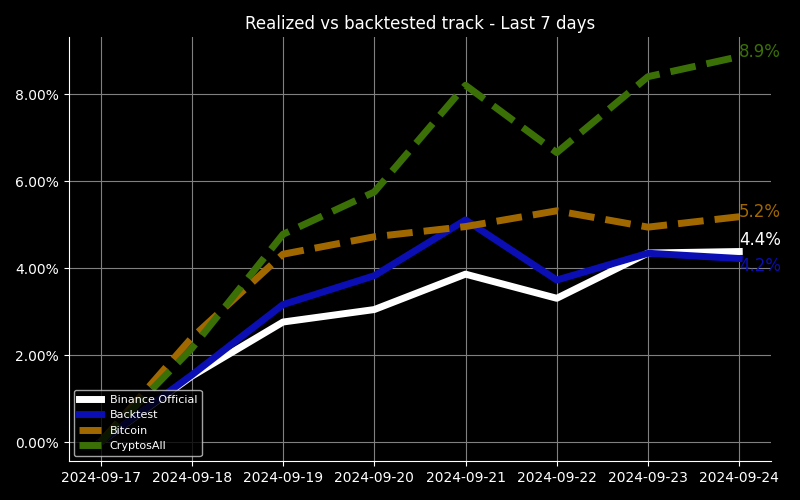 Realized vs backtested track - Last 7 days
8.9%
8.00%
6.00%
5.2%
4.4%
4.2%
4.00%
2.00%
0.00%
Binance Official
Backtest
Bitcoin
CryptosAll
2024-09-17 2024-09-18 2024-09-19 2024-09-20 2024-09-21 2024-09-22 2024-09-23 2024-09-24